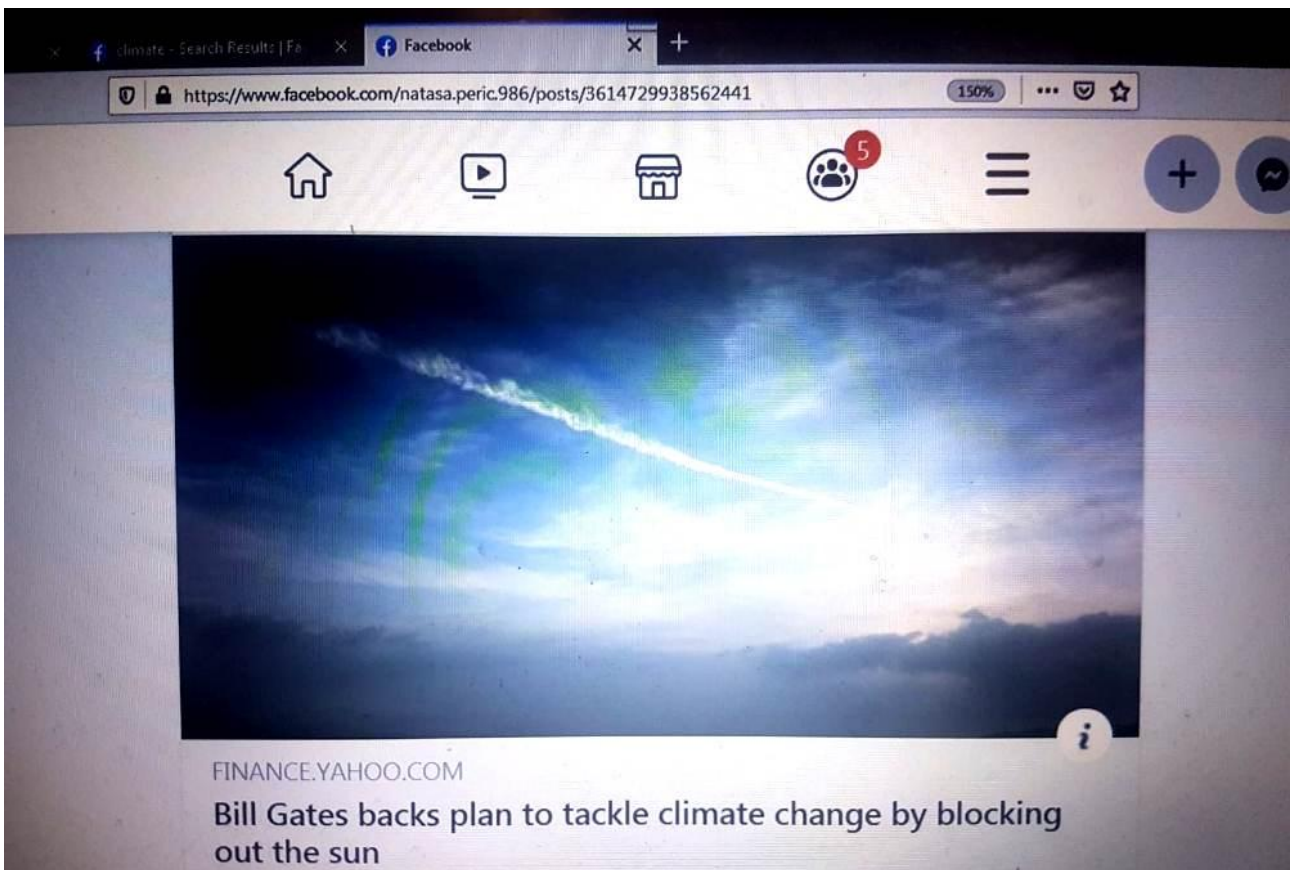 climate - Search Results | Fa
Facebook
https://www.facebook.com/natasa.peric.986/posts/3614729938562441
150%
5
FINANCE.YAHOO.COM
Bill Gates backs plan to tackle climate change by blocking
out the sun